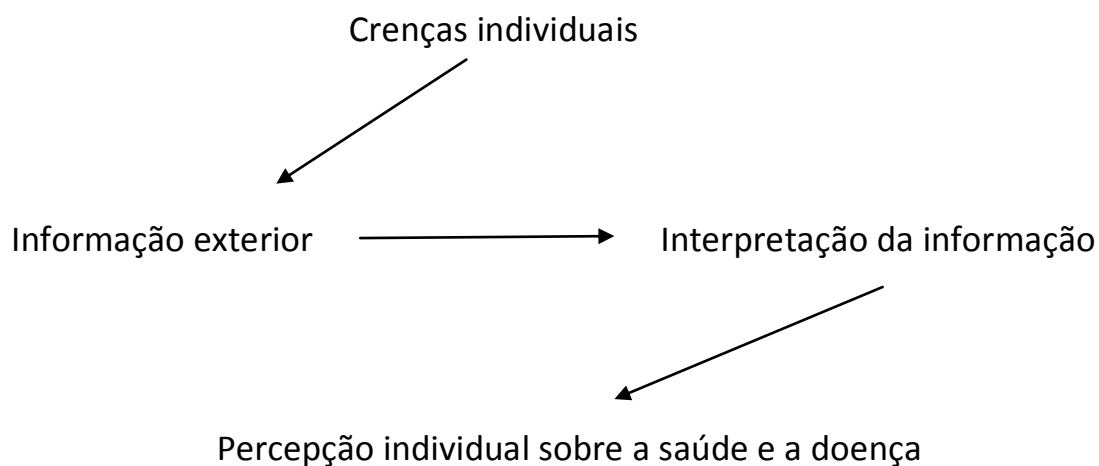 Crenças individuais
Informação exterior
Interpretação da informação
Percepção individual sobre a saúde e a doença